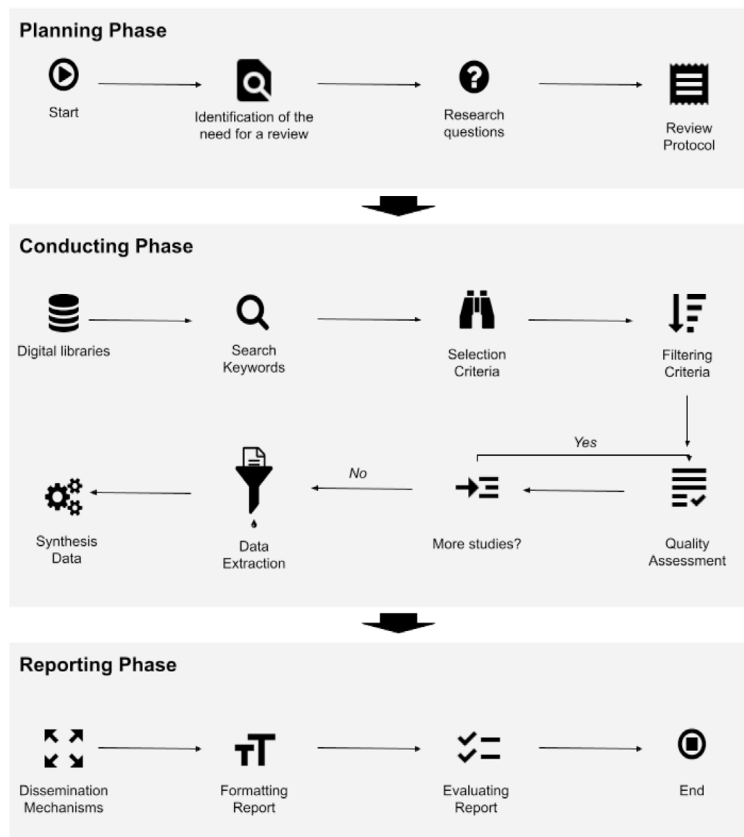 Planning Phase
Start
Identification of the
need for a review
Research
questions
Review
Protocol
Conducting Phase
Digital libraries
Search
Keywords
Selection
Criteria
Filtering
Criteria
Yes
No
Synthesis
Data
Data
Extraction
More studies?
Quality
Assessment
Reporting Phase
Dissemination
Mechanisms
Formatting
Report
Evaluating
Report
End